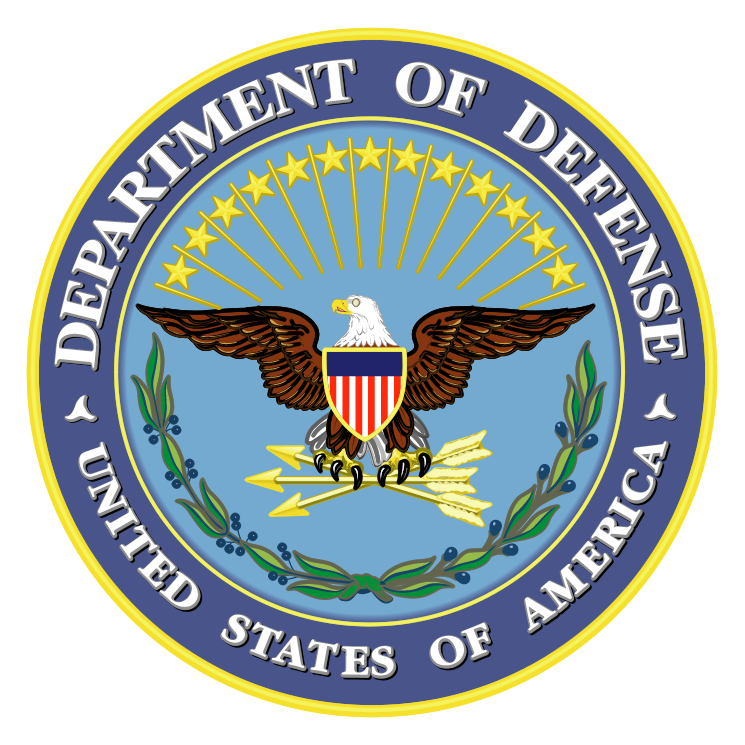 DEPARTMENT OF DEFENSE
UNITED STATES OF AMERICA